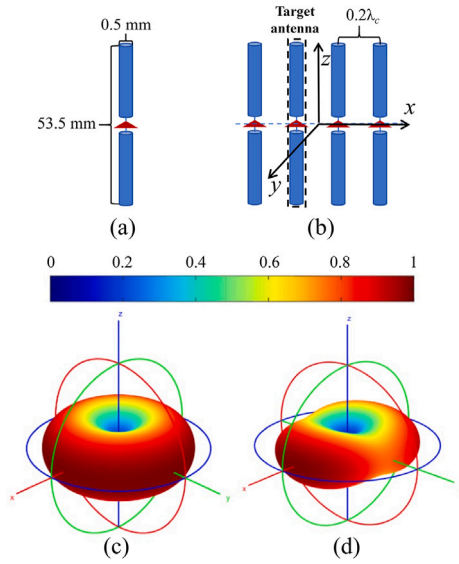 0.5 mm
53.5 mm
(a)
Target
antenna
0.2λc
z
x
y
(b)
0 0.2 0.4 0.6 0.8 1
z
x
y
(c)
z
x
(d)